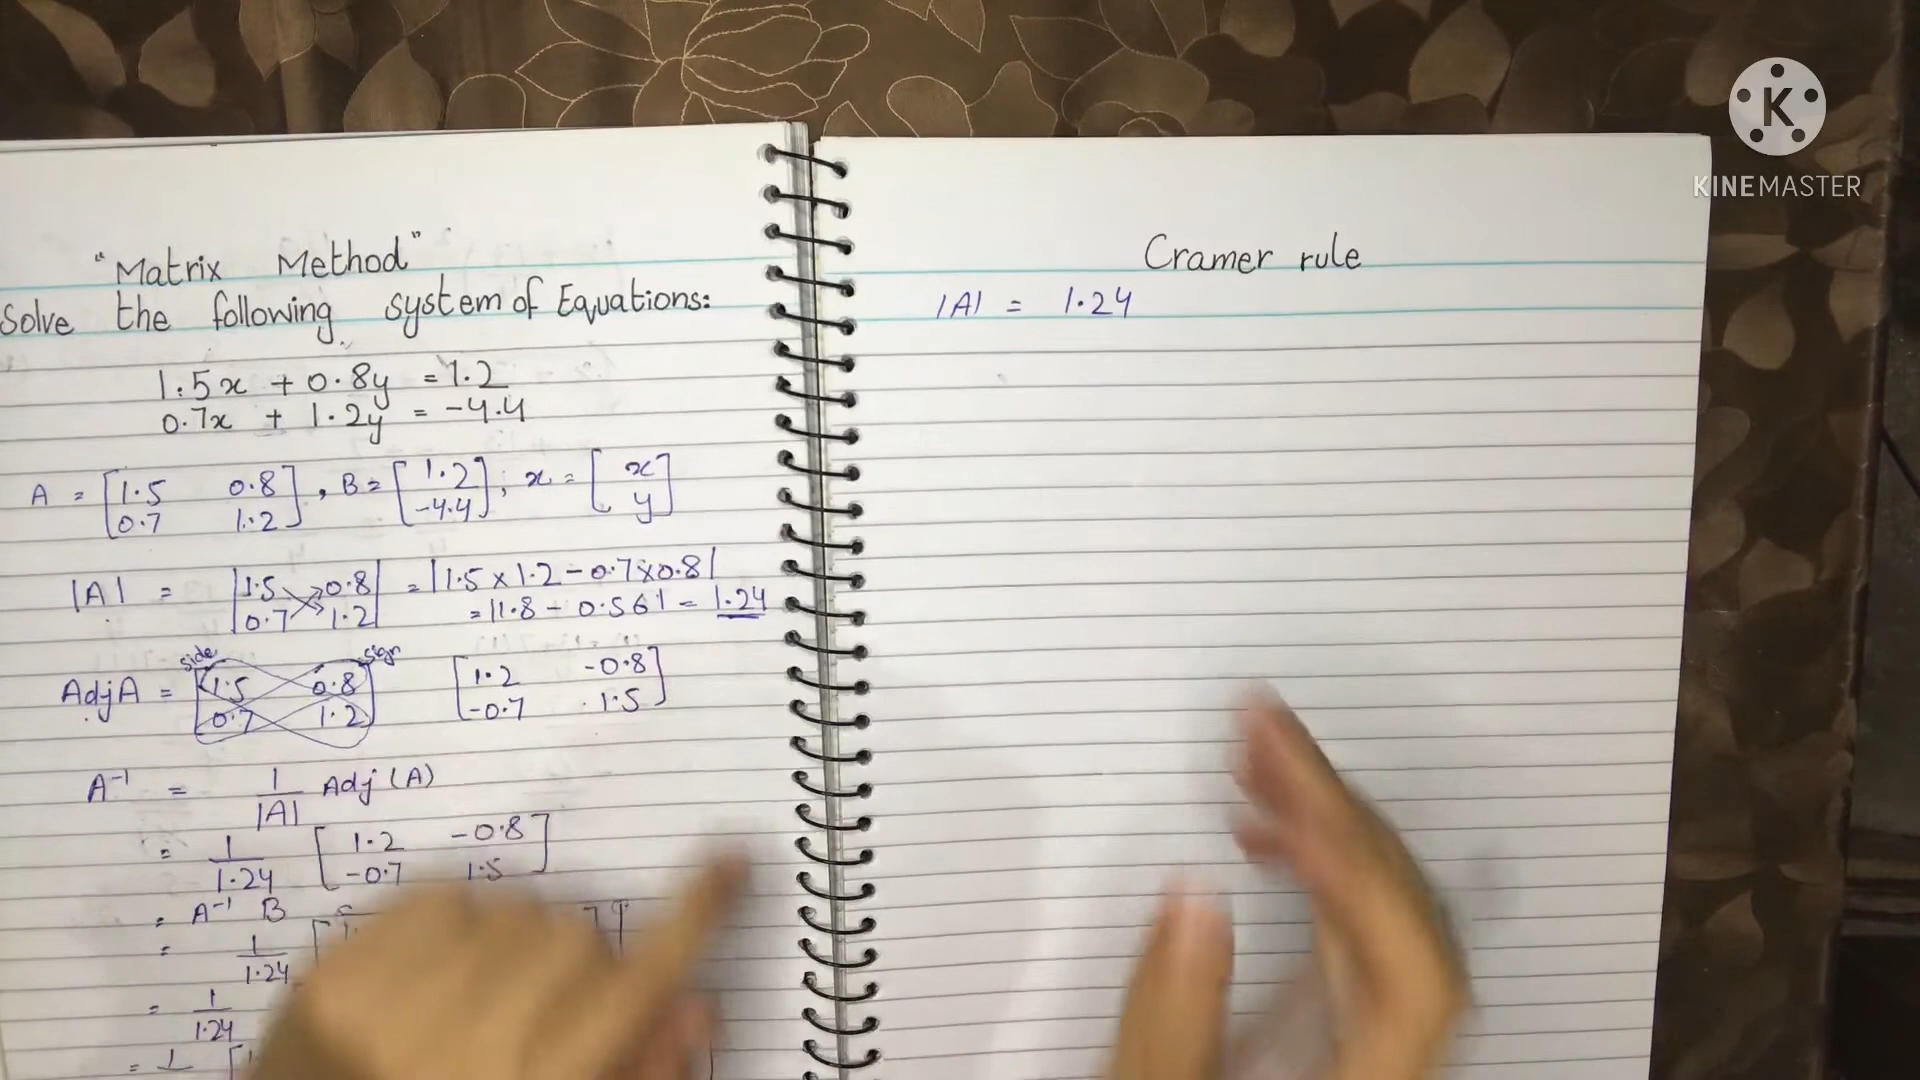 "Matrix Method"
Solve the following system of Equations:
1.5x + 0.8y = 1.2
0.7x + 1.2y = -4.4
A = [1.5 0.8
0.7 1.2], B = [1.2
-4.4]; x = [x
y]
|A| = |1.5 0.8
0.7 1.2| = |1.5 x 1.2 - 0.7 x 0.8|
= |1.8 - 0.56| = 1.24
side sign
AdjA = [1.5 0.8
0.7 1.2] [1.2 -0.8
-0.7 1.5]
A⁻¹ = 1/|A| Adj (A)
= 1/1.24 [1.2 -0.8
-0.7 1.5]
= A⁻¹ B
= 1/1.24
= 1/1.24
= 1
Cramer rule
|A| = 1.24
K
KINEMASTER